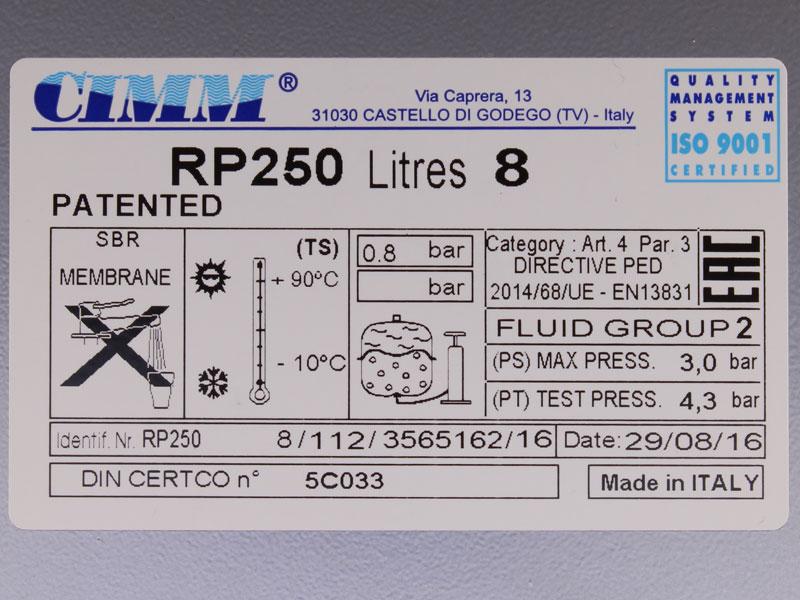 CIMM®
Via Caprera, 13
31030 CASTELLO DI GODEGO (TV) - Italy
QUALITY
MANAGEMENT
SYSTEM
ISO 9001
CERTIFIED
RP250 Litres 8
PATENTED
SBR
MEMBRANE
(TS)
+ 90°C
- 10°C
0.8 bar
bar
Category : Art. 4 Par. 3
DIRECTIVE PED
2014/68/UE - EN13831
EAC
FLUID GROUP 2
(PS) MAX PRESS. 3,0 bar
(PT) TEST PRESS. 4,3 bar
Identif. Nr. RP250 8/112/3565162/16 Date: 29/08/16
DIN CERTCO n° 5C033
Made in ITALY